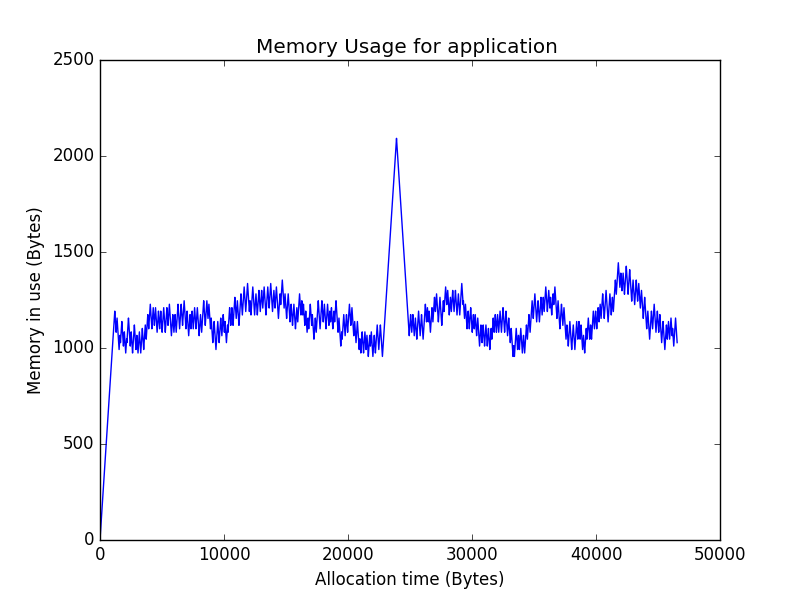 Memory Usage for application
2500
2000
1500
1000
500
0
Memory in use (Bytes)
0 10000 20000 30000 40000 50000
Allocation time (Bytes)